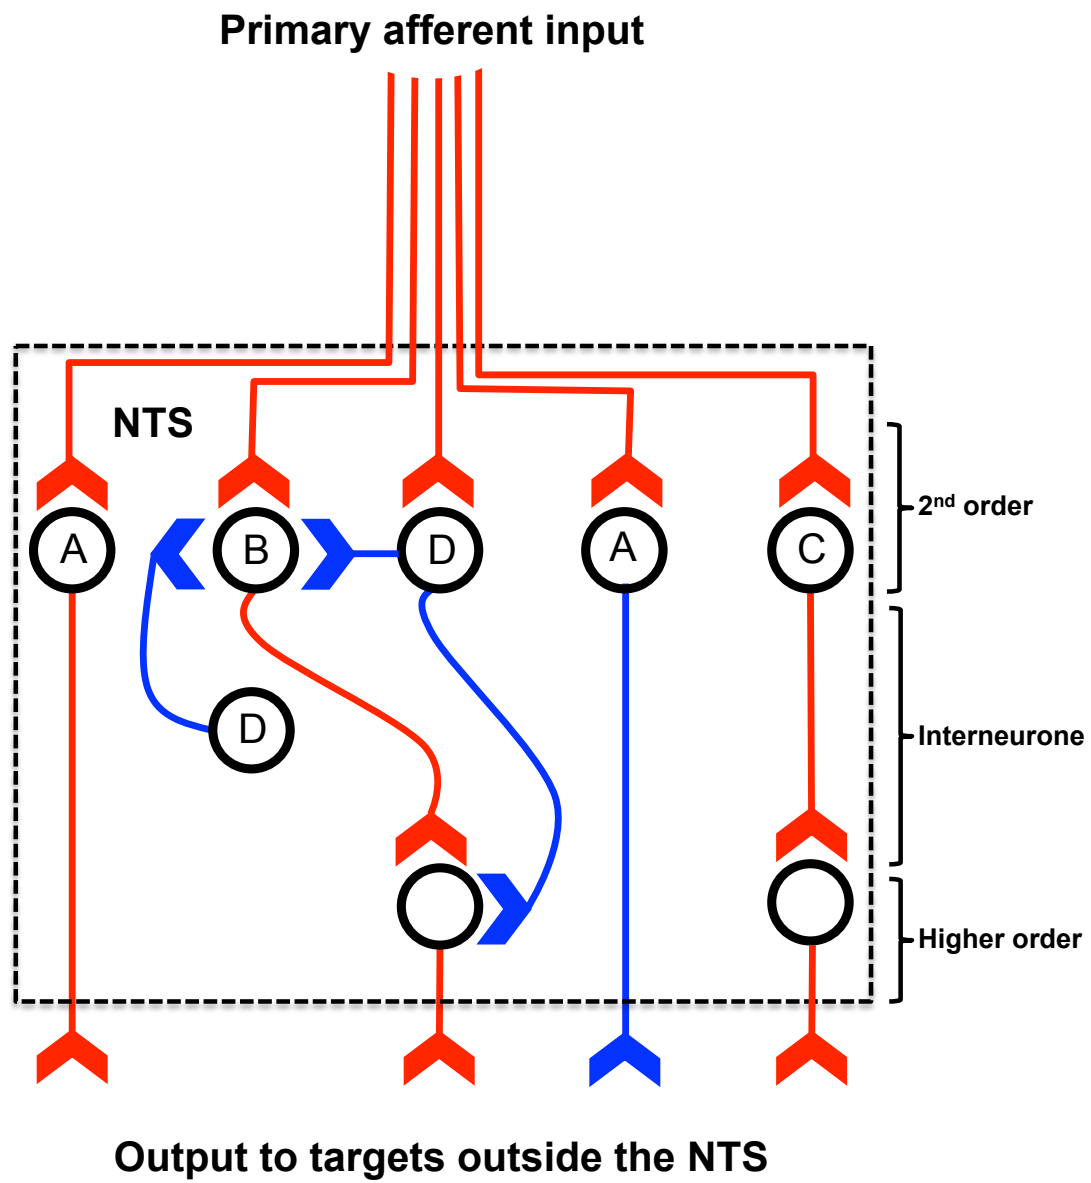 Primary afferent input
NTS
2nd order
A
B
D
A
C
D
Interneurone
Higher order
Output to targets outside the NTS